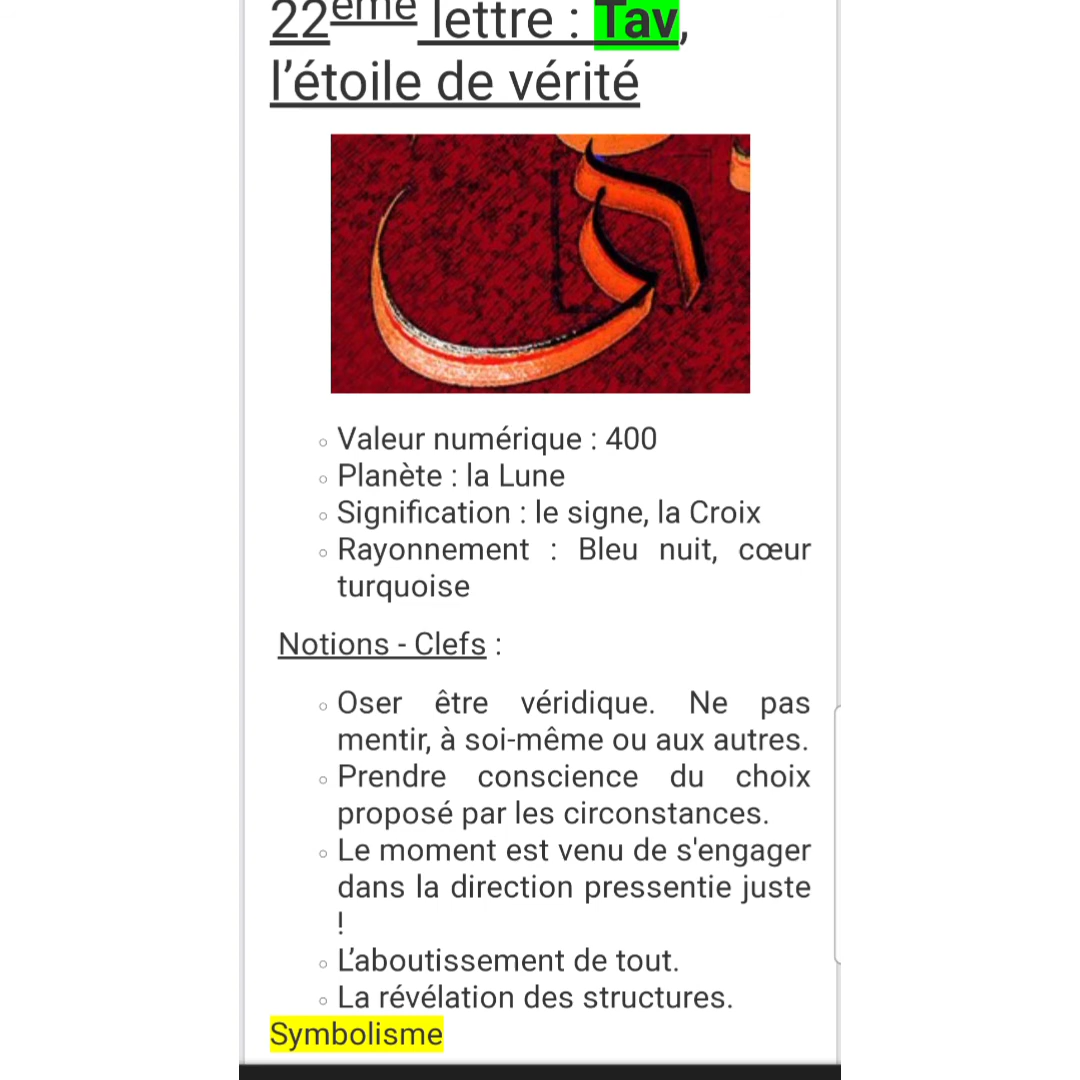 22ème lettre : Tav,
l’étoile de vérité
◦ Valeur numérique : 400
◦ Planète : la Lune
◦ Signification : le signe, la Croix
◦ Rayonnement : Bleu nuit, cœur
turquoise
Notions - Clefs :
◦ Oser être véridique. Ne pas
mentir, à soi-même ou aux autres.
◦ Prendre conscience du choix
proposé par les circonstances.
◦ Le moment est venu de s'engager
dans la direction pressentie juste
!
◦ L’aboutissement de tout.
◦ La révélation des structures.
Symbolisme